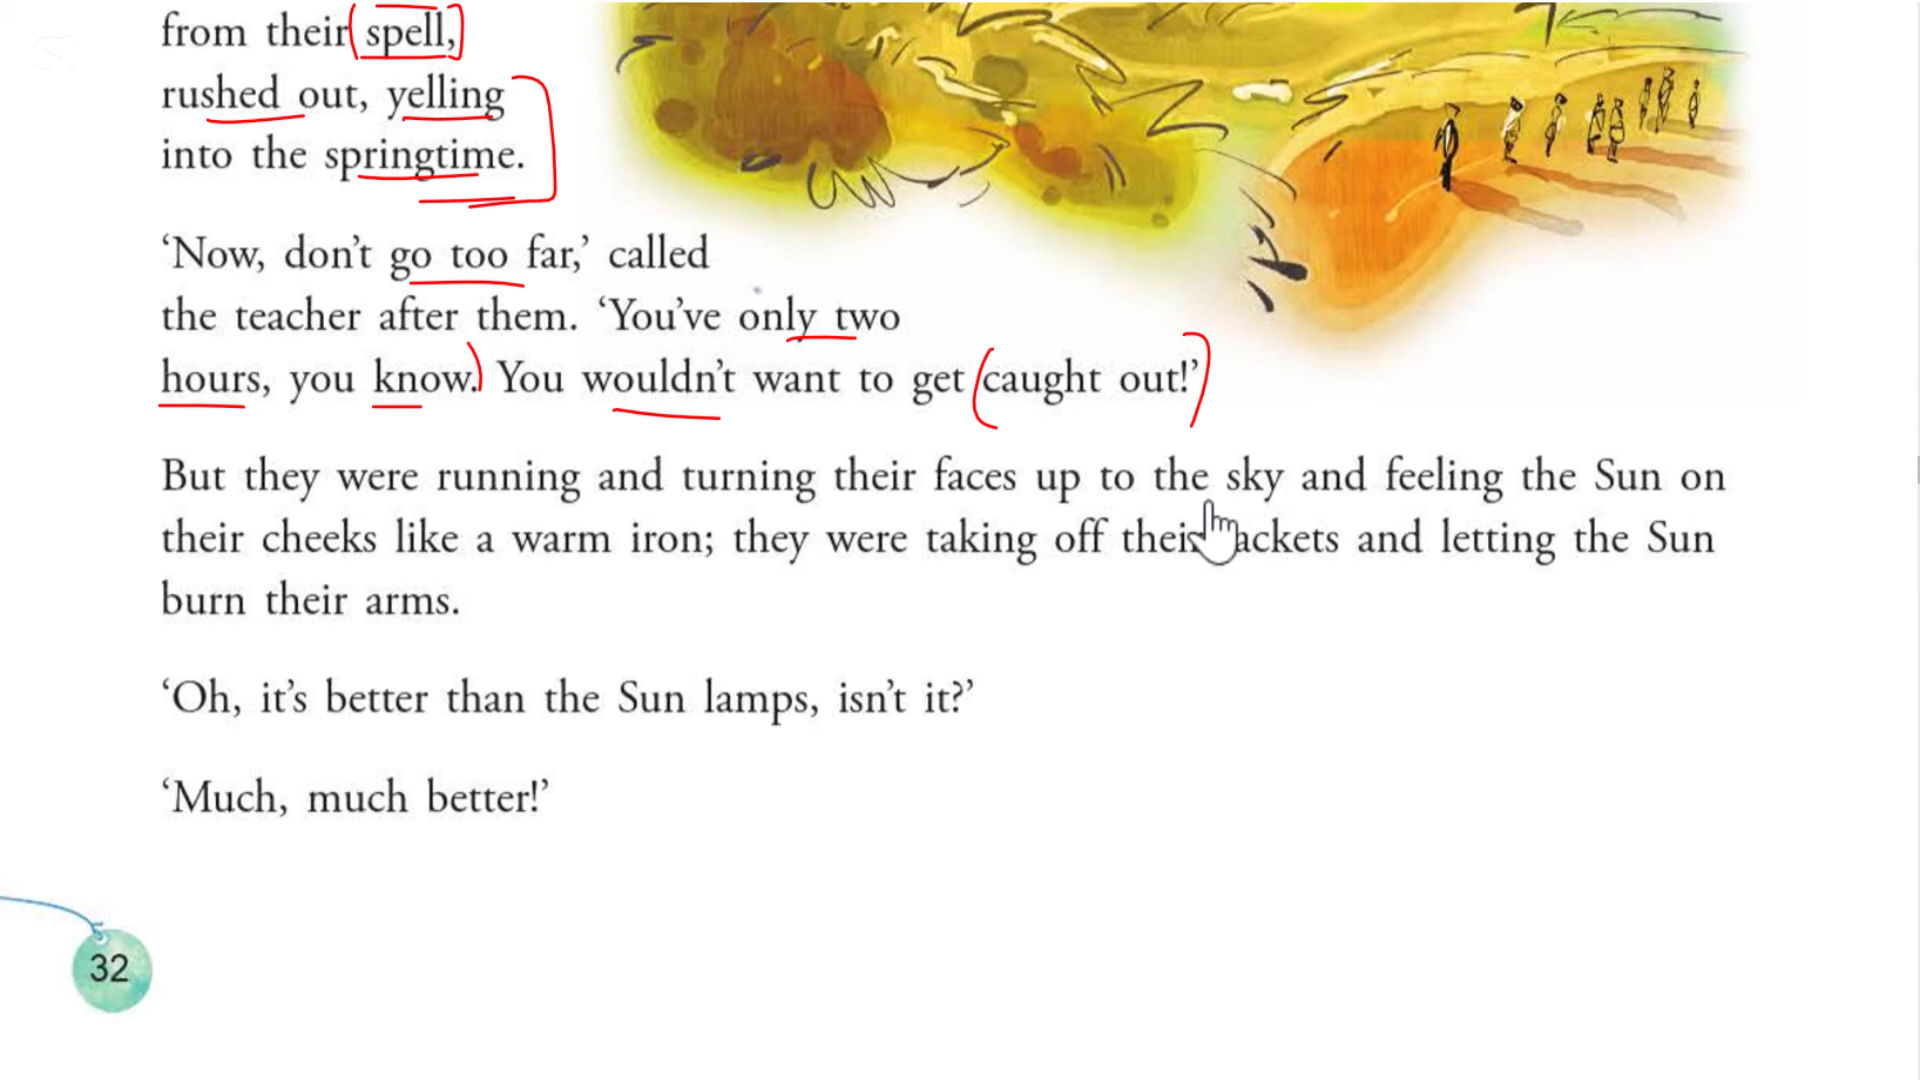 from their spell,
rushed out, yelling
into the springtime.
‘Now, don’t go too far,’ called
the teacher after them. ‘You’ve only two
hours, you know. You wouldn’t want to get caught out!’
But they were running and turning their faces up to the sky and feeling the Sun on
their cheeks like a warm iron; they were taking off their jackets and letting the Sun
burn their arms.
‘Oh, it’s better than the Sun lamps, isn’t it?’
‘Much, much better!’
32